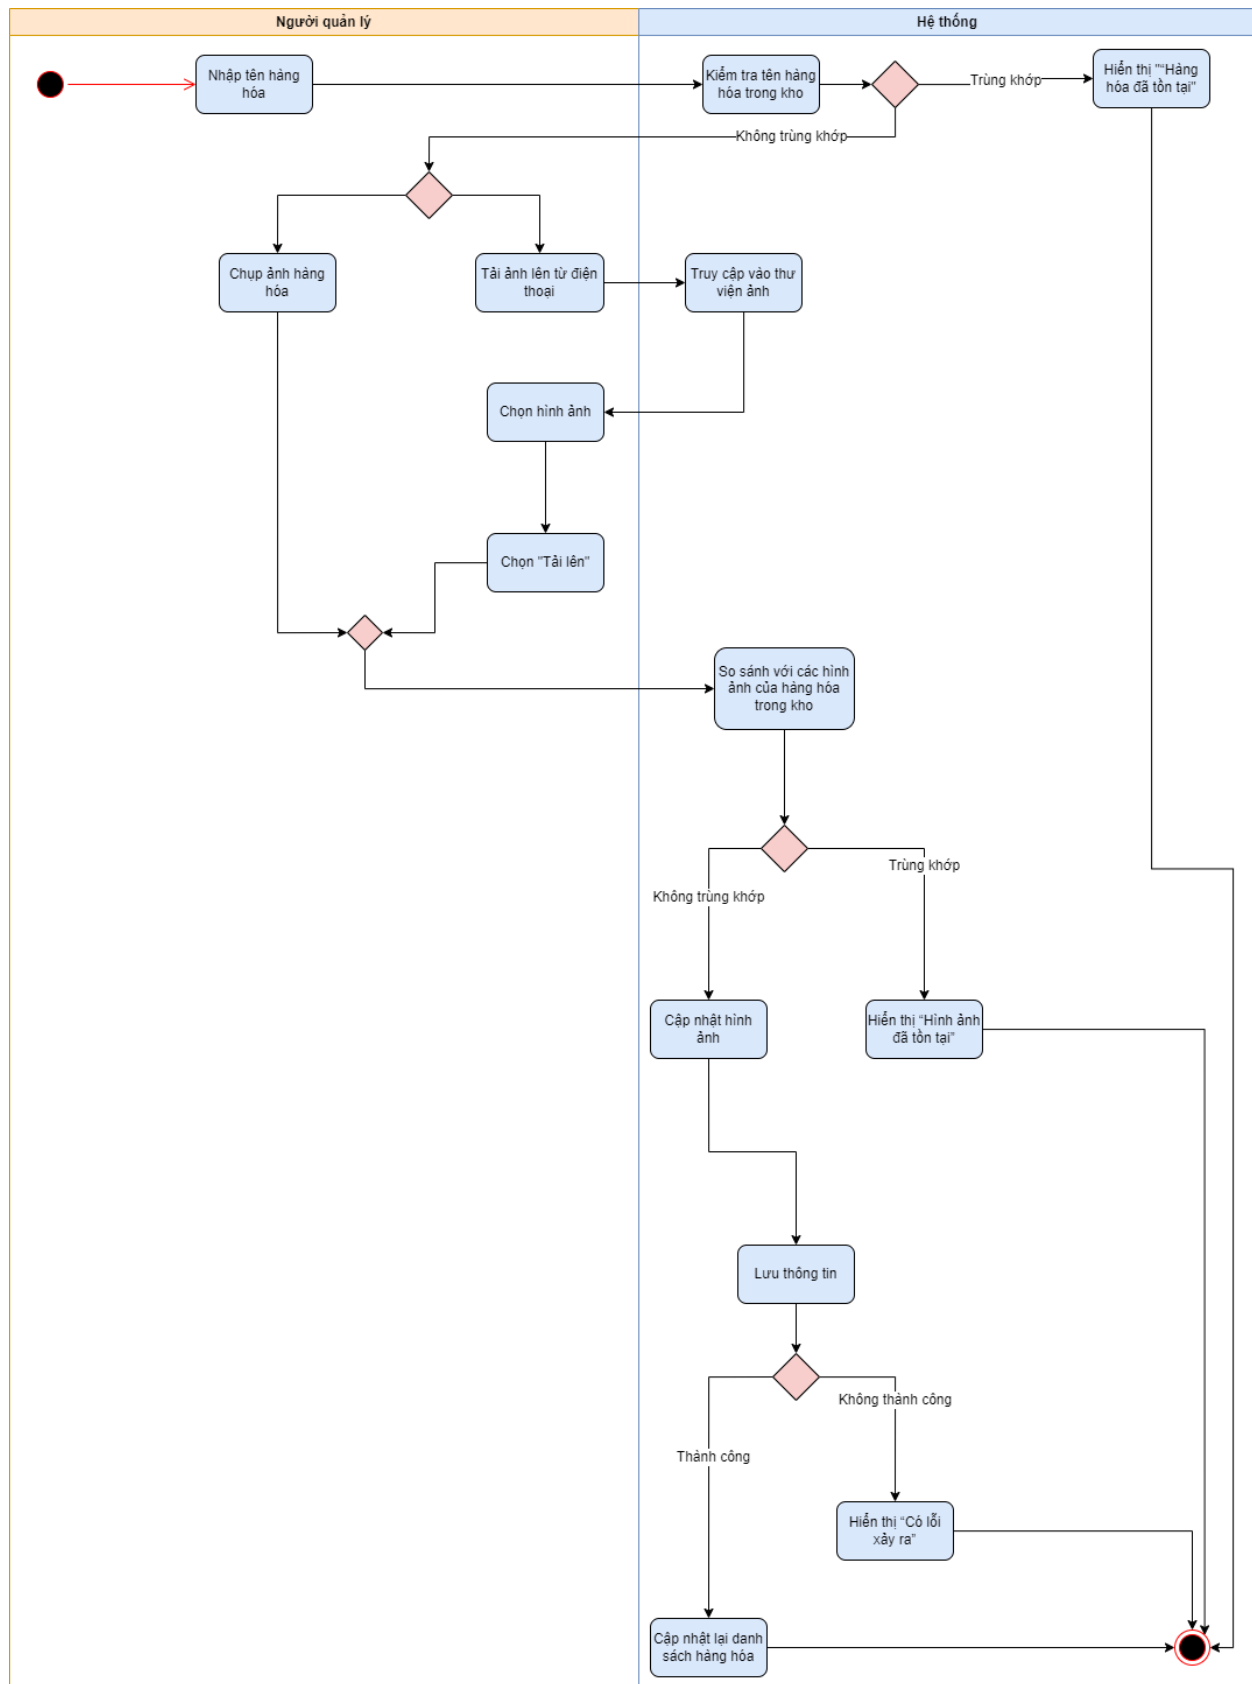 Người quản lý
Hệ thống
Nhập tên hàng
hóa
Kiểm tra tên hàng
hóa trong kho
Trùng khớp
Hiển thị "“Hàng
hóa đã tồn tại"
Không trùng khớp
Chụp ảnh hàng
hóa
Tải ảnh lên từ điện
thoại
Truy cập vào thư
viện ảnh
Chọn hình ảnh
Chọn "Tải lên"
So sánh với các hình
ảnh của hàng hóa
trong kho
Trùng khớp
Không trùng khớp
Cập nhật hình
ảnh
Hiển thị “Hình ảnh
đã tồn tại”
Lưu thông tin
Không thành công
Thành công
Hiển thị “Có lỗi
xảy ra”
Cập nhật lại danh
sách hàng hóa